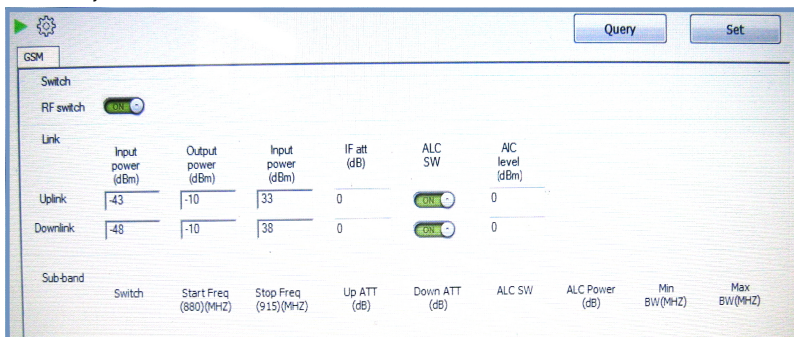 Query Set
GSM
Switch
RF switch ON
Link
Input power (dBm) Output power (dBm) Input power (dBm) IF att (dB) ALC SW AIC level (dBm)
Uplink -43 -10 33 0 ON 0
Downlink -48 -10 38 0 ON 0
Sub-band
Switch Start Freq (880)(MHZ) Stop Freq (915)(MHZ) Up ATT (dB) Down ATT (dB) ALC SW ALC Power (dB) Min BW(MHZ) Max BW(MHZ)